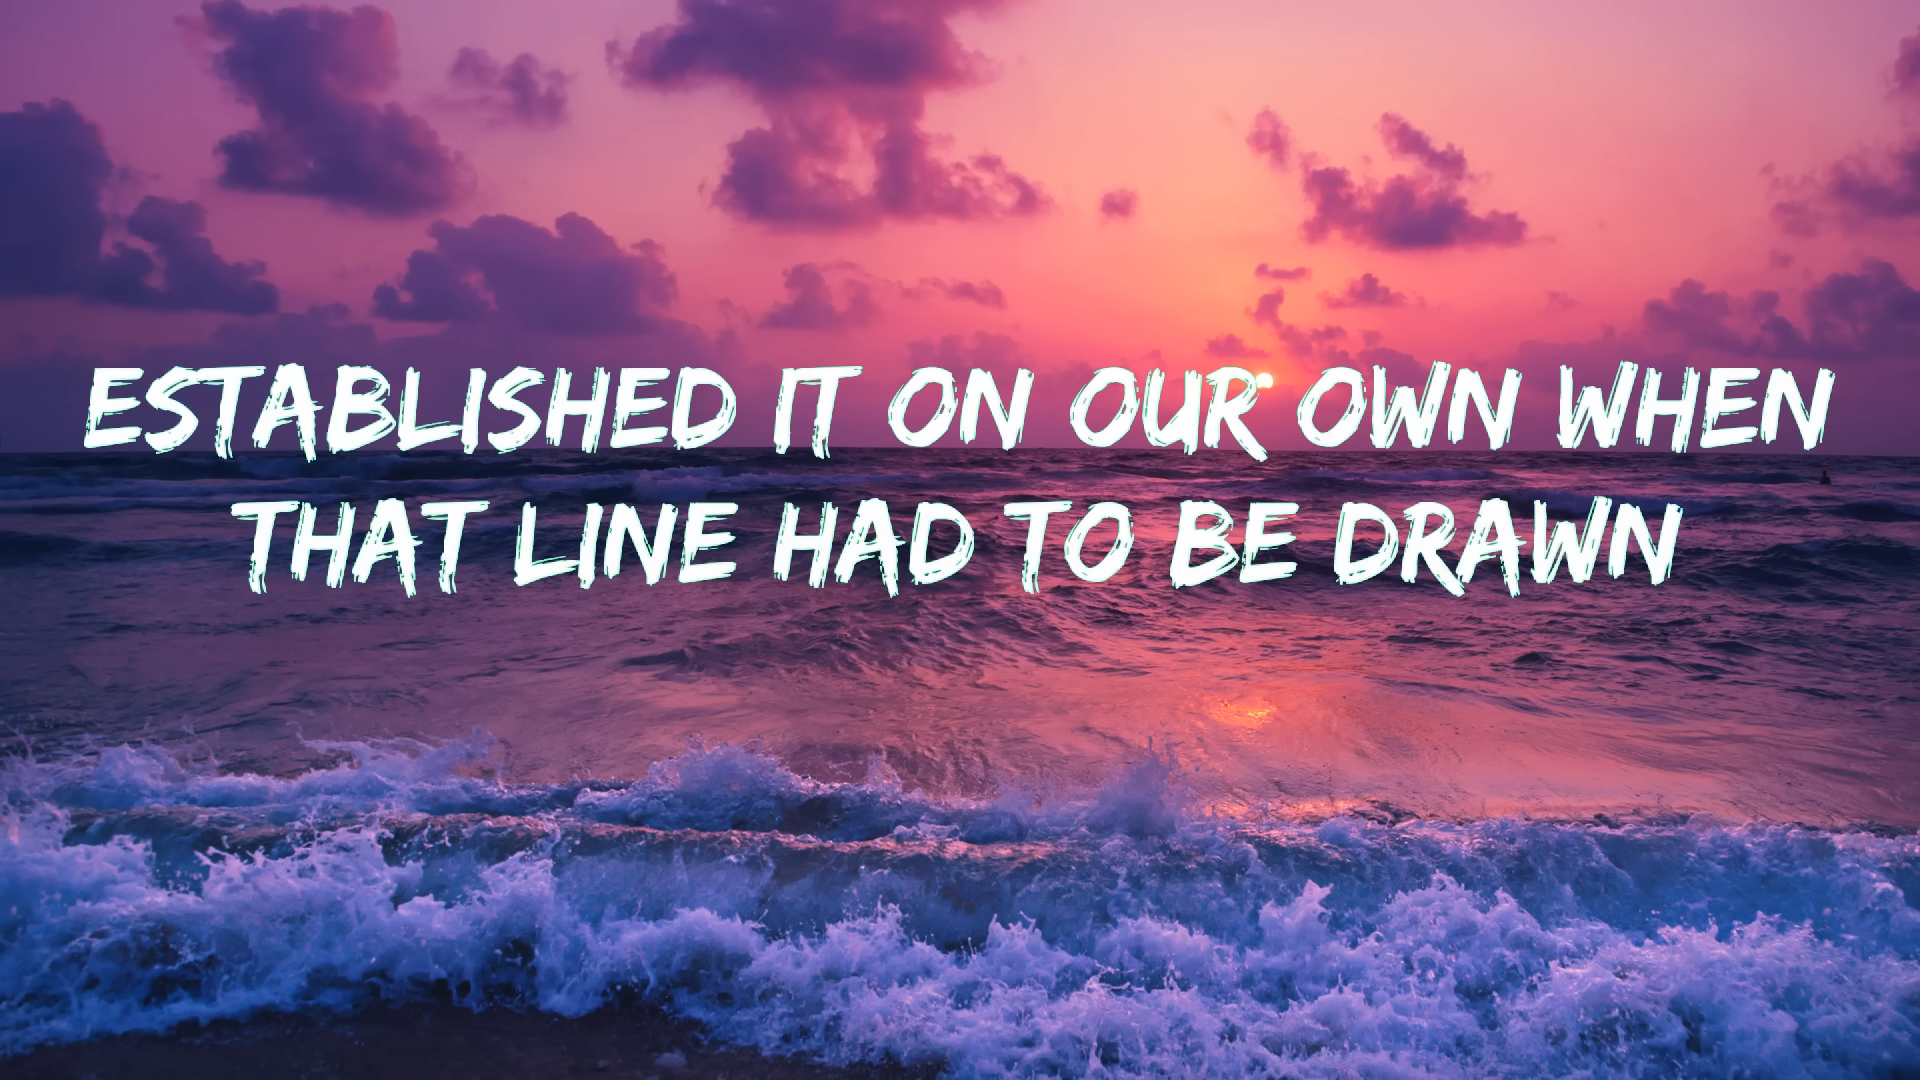 ESTABLISHED IT ON OUR OWN WHEN
THAT LINE HAD TO BE DRAWN